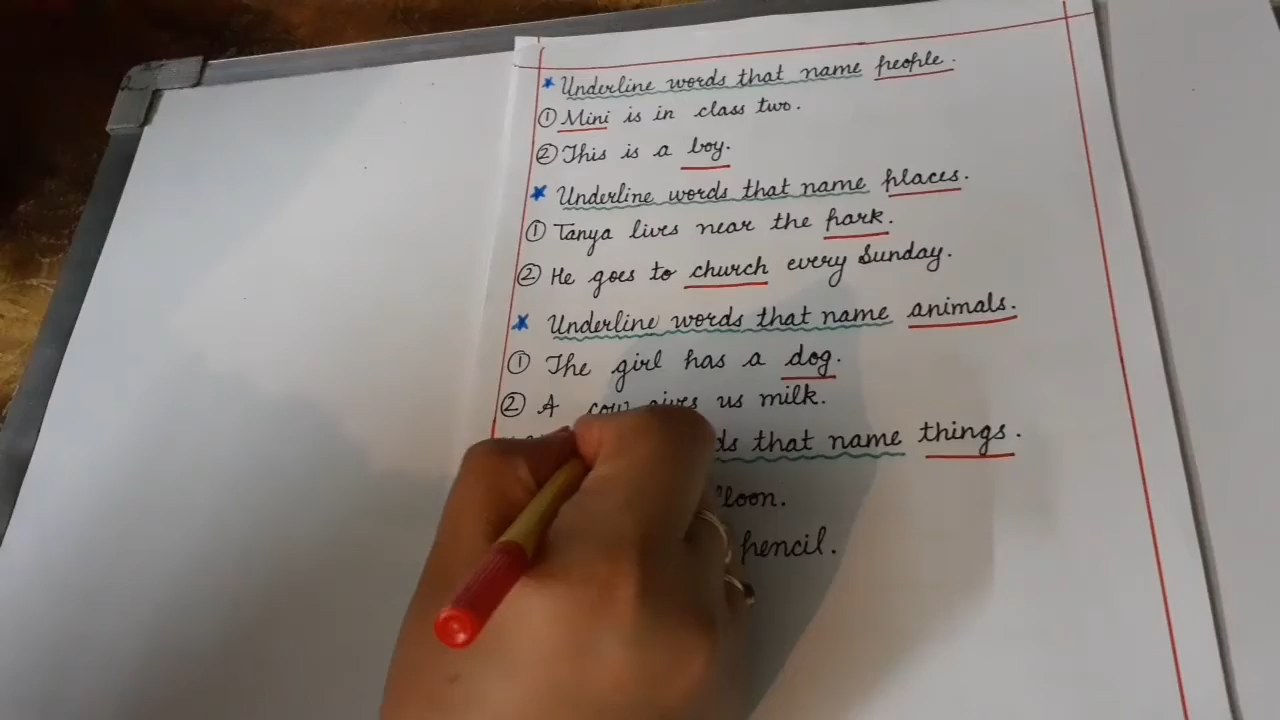 * Underline words that name people.
① Mini is in class two.
② This is a boy.
* Underline words that name places.
① Tanya lives near the park.
② He goes to church every Sunday.
* Underline words that name animals.
① The girl has a dog.
② A cow gives us milk.
that name things.
pencil.